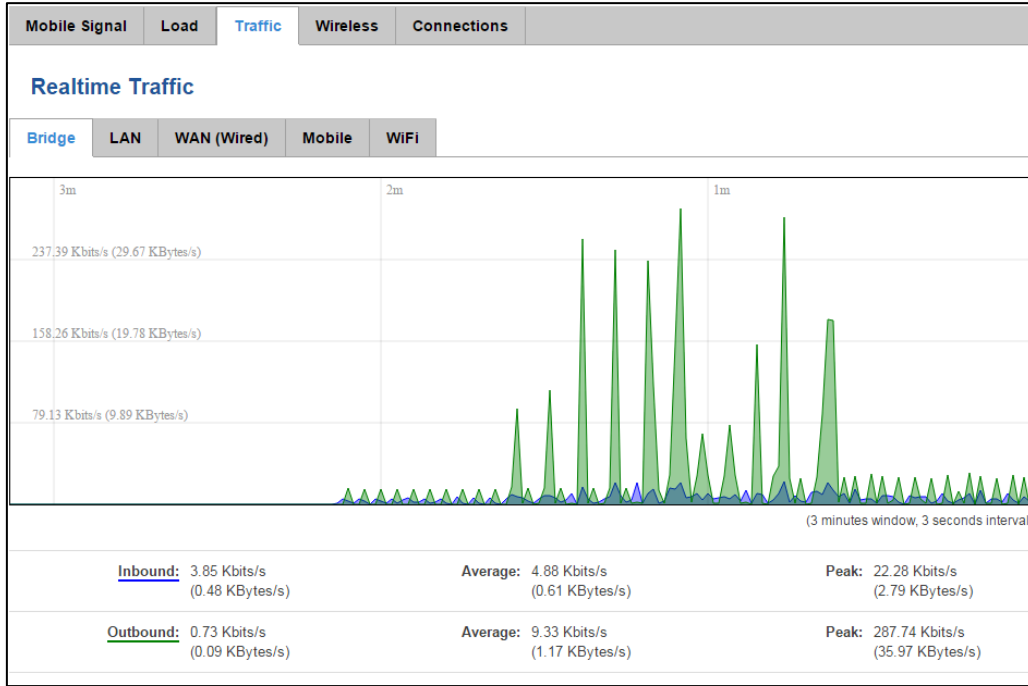 Mobile Signal Load Traffic Wireless Connections
Realtime Traffic
Bridge LAN WAN (Wired) Mobile WiFi
3m 2m 1m
237.39 Kbits/s (29.67 KBytes/s)
158.26 Kbits/s (19.78 KBytes/s)
79.13 Kbits/s (9.89 KBytes/s)
(3 minutes window, 3 seconds interval
Inbound: 3.85 Kbits/s Average: 4.88 Kbits/s Peak: 22.28 Kbits/s
(0.48 KBytes/s) (0.61 KBytes/s) (2.79 KBytes/s)
Outbound: 0.73 Kbits/s Average: 9.33 Kbits/s Peak: 287.74 Kbits/s
(0.09 KBytes/s) (1.17 KBytes/s) (35.97 KBytes/s)